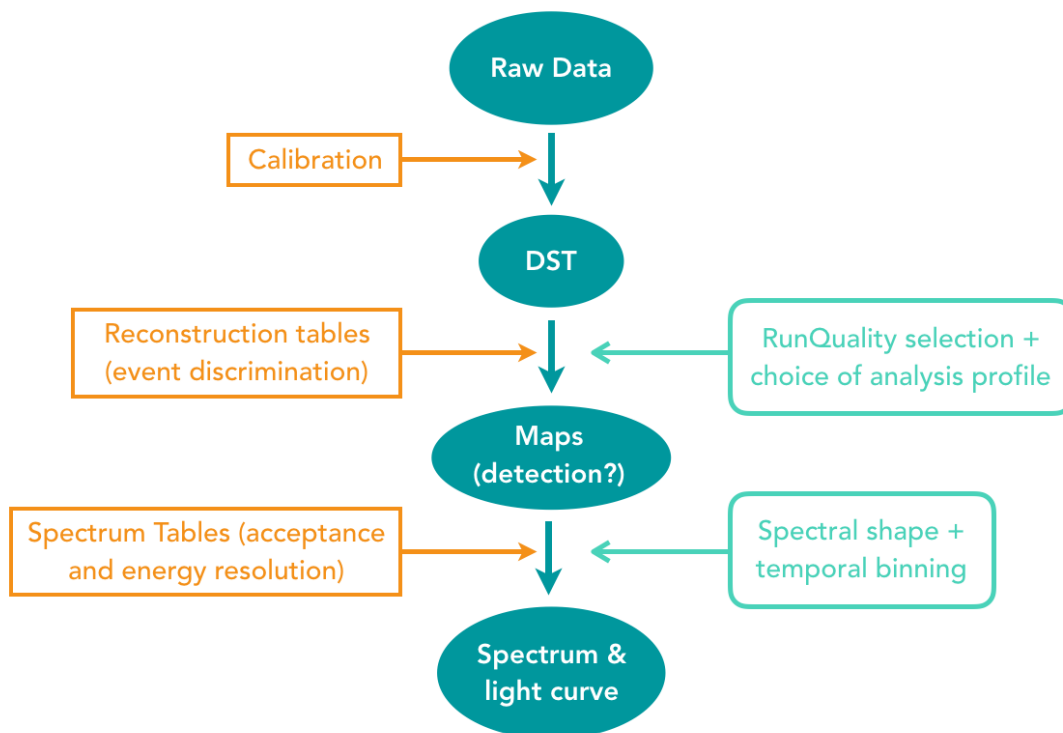 Raw Data
Calibration
DST
Reconstruction tables
(event discrimination)
RunQuality selection +
choice of analysis profile
Maps
(detection?)
Spectrum Tables (acceptance
and energy resolution)
Spectral shape +
temporal binning
Spectrum &
light curve